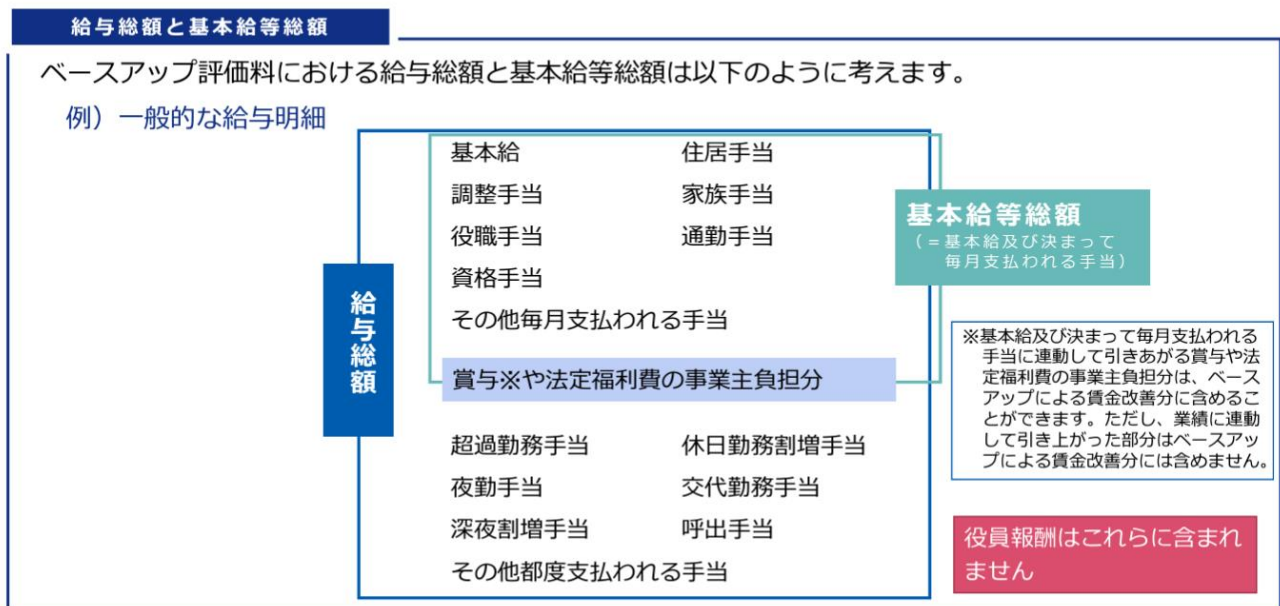 給与総額と基本給等総額
ベースアップ評価料における給与総額と基本給等総額は以下のように考えます。
例）一般的な給与明細
給与総額
基本給 住居手当
調整手当 家族手当
役職手当 通勤手当
資格手当
その他毎月支払われる手当
賞与※や法定福利費の事業主負担分
超過勤務手当 休日勤務割増手当
夜勤手当 交代勤務手当
深夜割増手当 呼出手当
その他都度支払われる手当
基本給等総額
（＝基本給及び決まって
毎月支払われる手当）
※基本給及び決まって毎月支払われる
手当に連動して引きあがる賞与や法
定福利費の事業主負担分は、ベース
アップによる賃金改善分に含めるこ
とができます。ただし、業績に連動
して引き上がった部分はベースアッ
プによる賃金改善分には含めません。
役員報酬はこれらに含まれ
ません